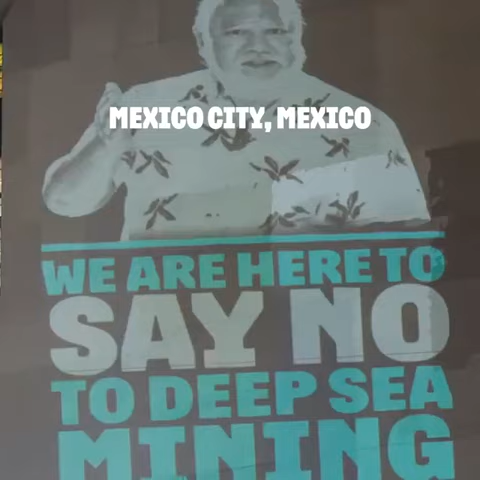 MEXICO CITY, MEXICO
WE ARE HERE TO
SAY NO
TO DEEP SEA
MINING